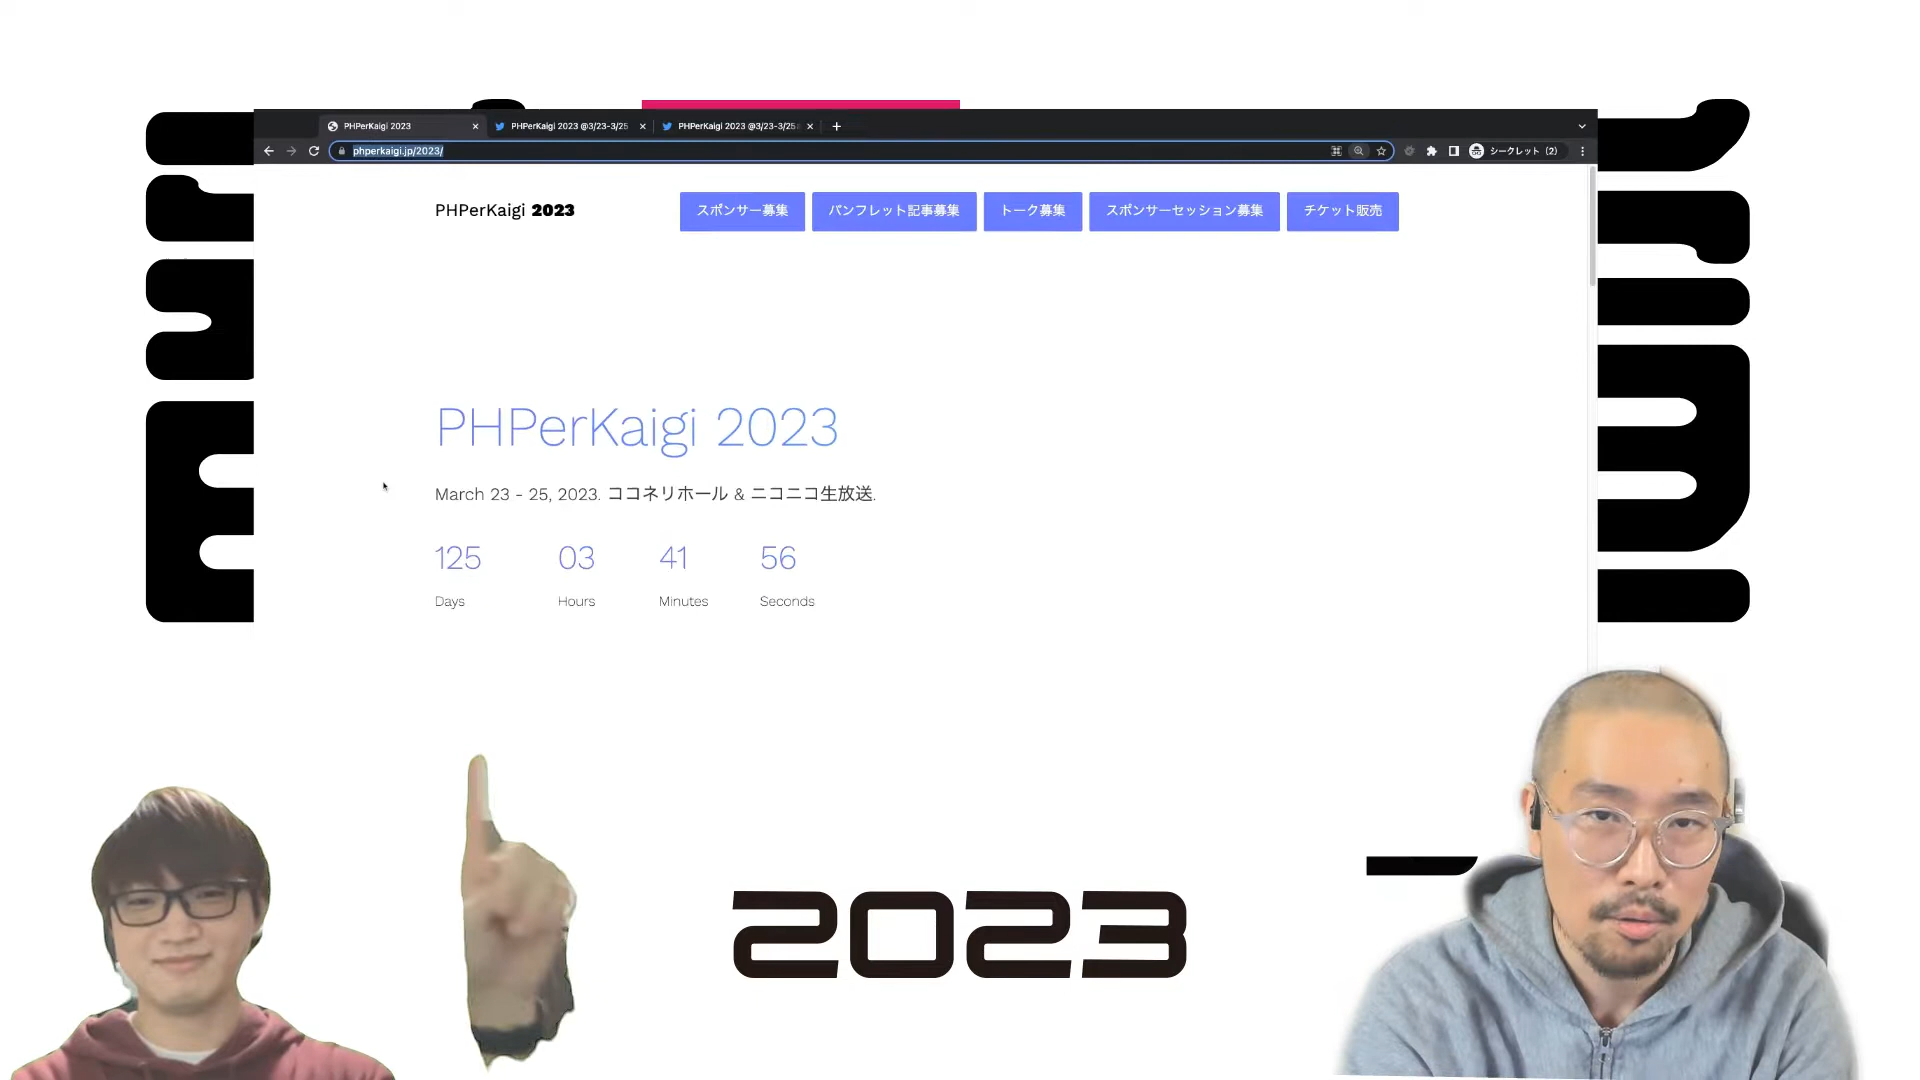 PHPerKaigi 2023
PHPerKaigi 2023 @3/23-3/25
PHPerKaigi 2023 @3/23-3/25
phperkaigi.jp/2023/
シークレット (2)
PHPerKaigi 2023
スポンサー募集
パンフレット記事募集
トーク募集
スポンサーセッション募集
チケット販売
PHPerKaigi 2023
March 23 - 25, 2023. ココネリホール & ニコニコ生放送.
125 03 41 56
Days Hours Minutes Seconds
2023